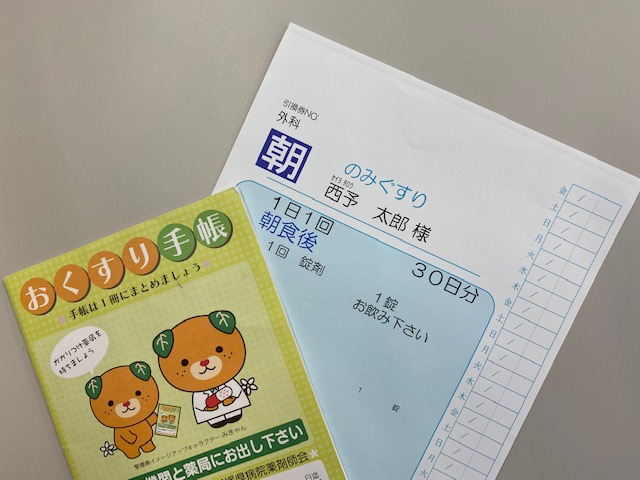 引換券NO:
外科
朝
のみぐすり
セイヨ タロウ
西予 太郎 様
1日1回
朝食後
30日分
1回 錠剤
1錠
お飲み下さい
1 錠
金 /
土 /
日 /
月 /
火 /
水 /
木 /
金 /
土 /
日 /
月 /
火 /
水
木
金
土
日
月
火
おくすり手帳
手帳は1冊にまとめましょう
かかりつけ薬局を
持ちましょう
愛媛県イメージアップキャラクター みきゃん
機関と薬局にお出し下さい
県病院薬剤師会